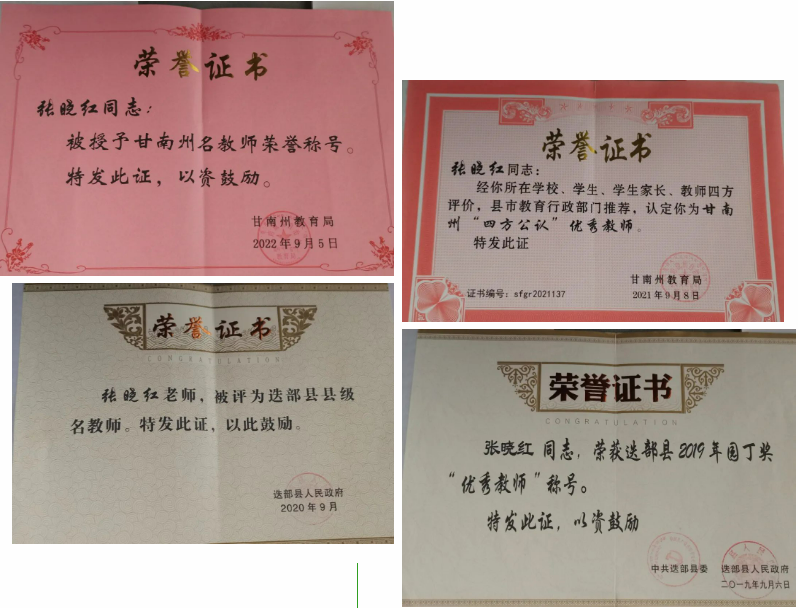 荣誉证书
张晓红同志：
被授予甘南州名教师荣誉称号。
特发此证，以资鼓励。
甘南州教育局
2022年9月5日
荣誉证书
张晓红同志：
经你所在学校、学生、学生家长、教师四方
评价，县市教育行政部门推荐，认定你为甘南
州“四方公认”优秀教师。
特发此证
甘南州教育局
证书编号：sfgr2021137
2021年9月8日
荣誉证书
CONGRATULATION
张晓红老师，被评为迭部县县级
名教师。特发此证，以此鼓励。
迭部县人民政府
2020年9月
荣誉证书
CONGRATULATION
张晓红同志，荣获迭部县2019年园丁奖
“优秀教师”称号。
特发此证，以资鼓励
中共迭部县委 迭部县人民政府
二〇一九年九月六日